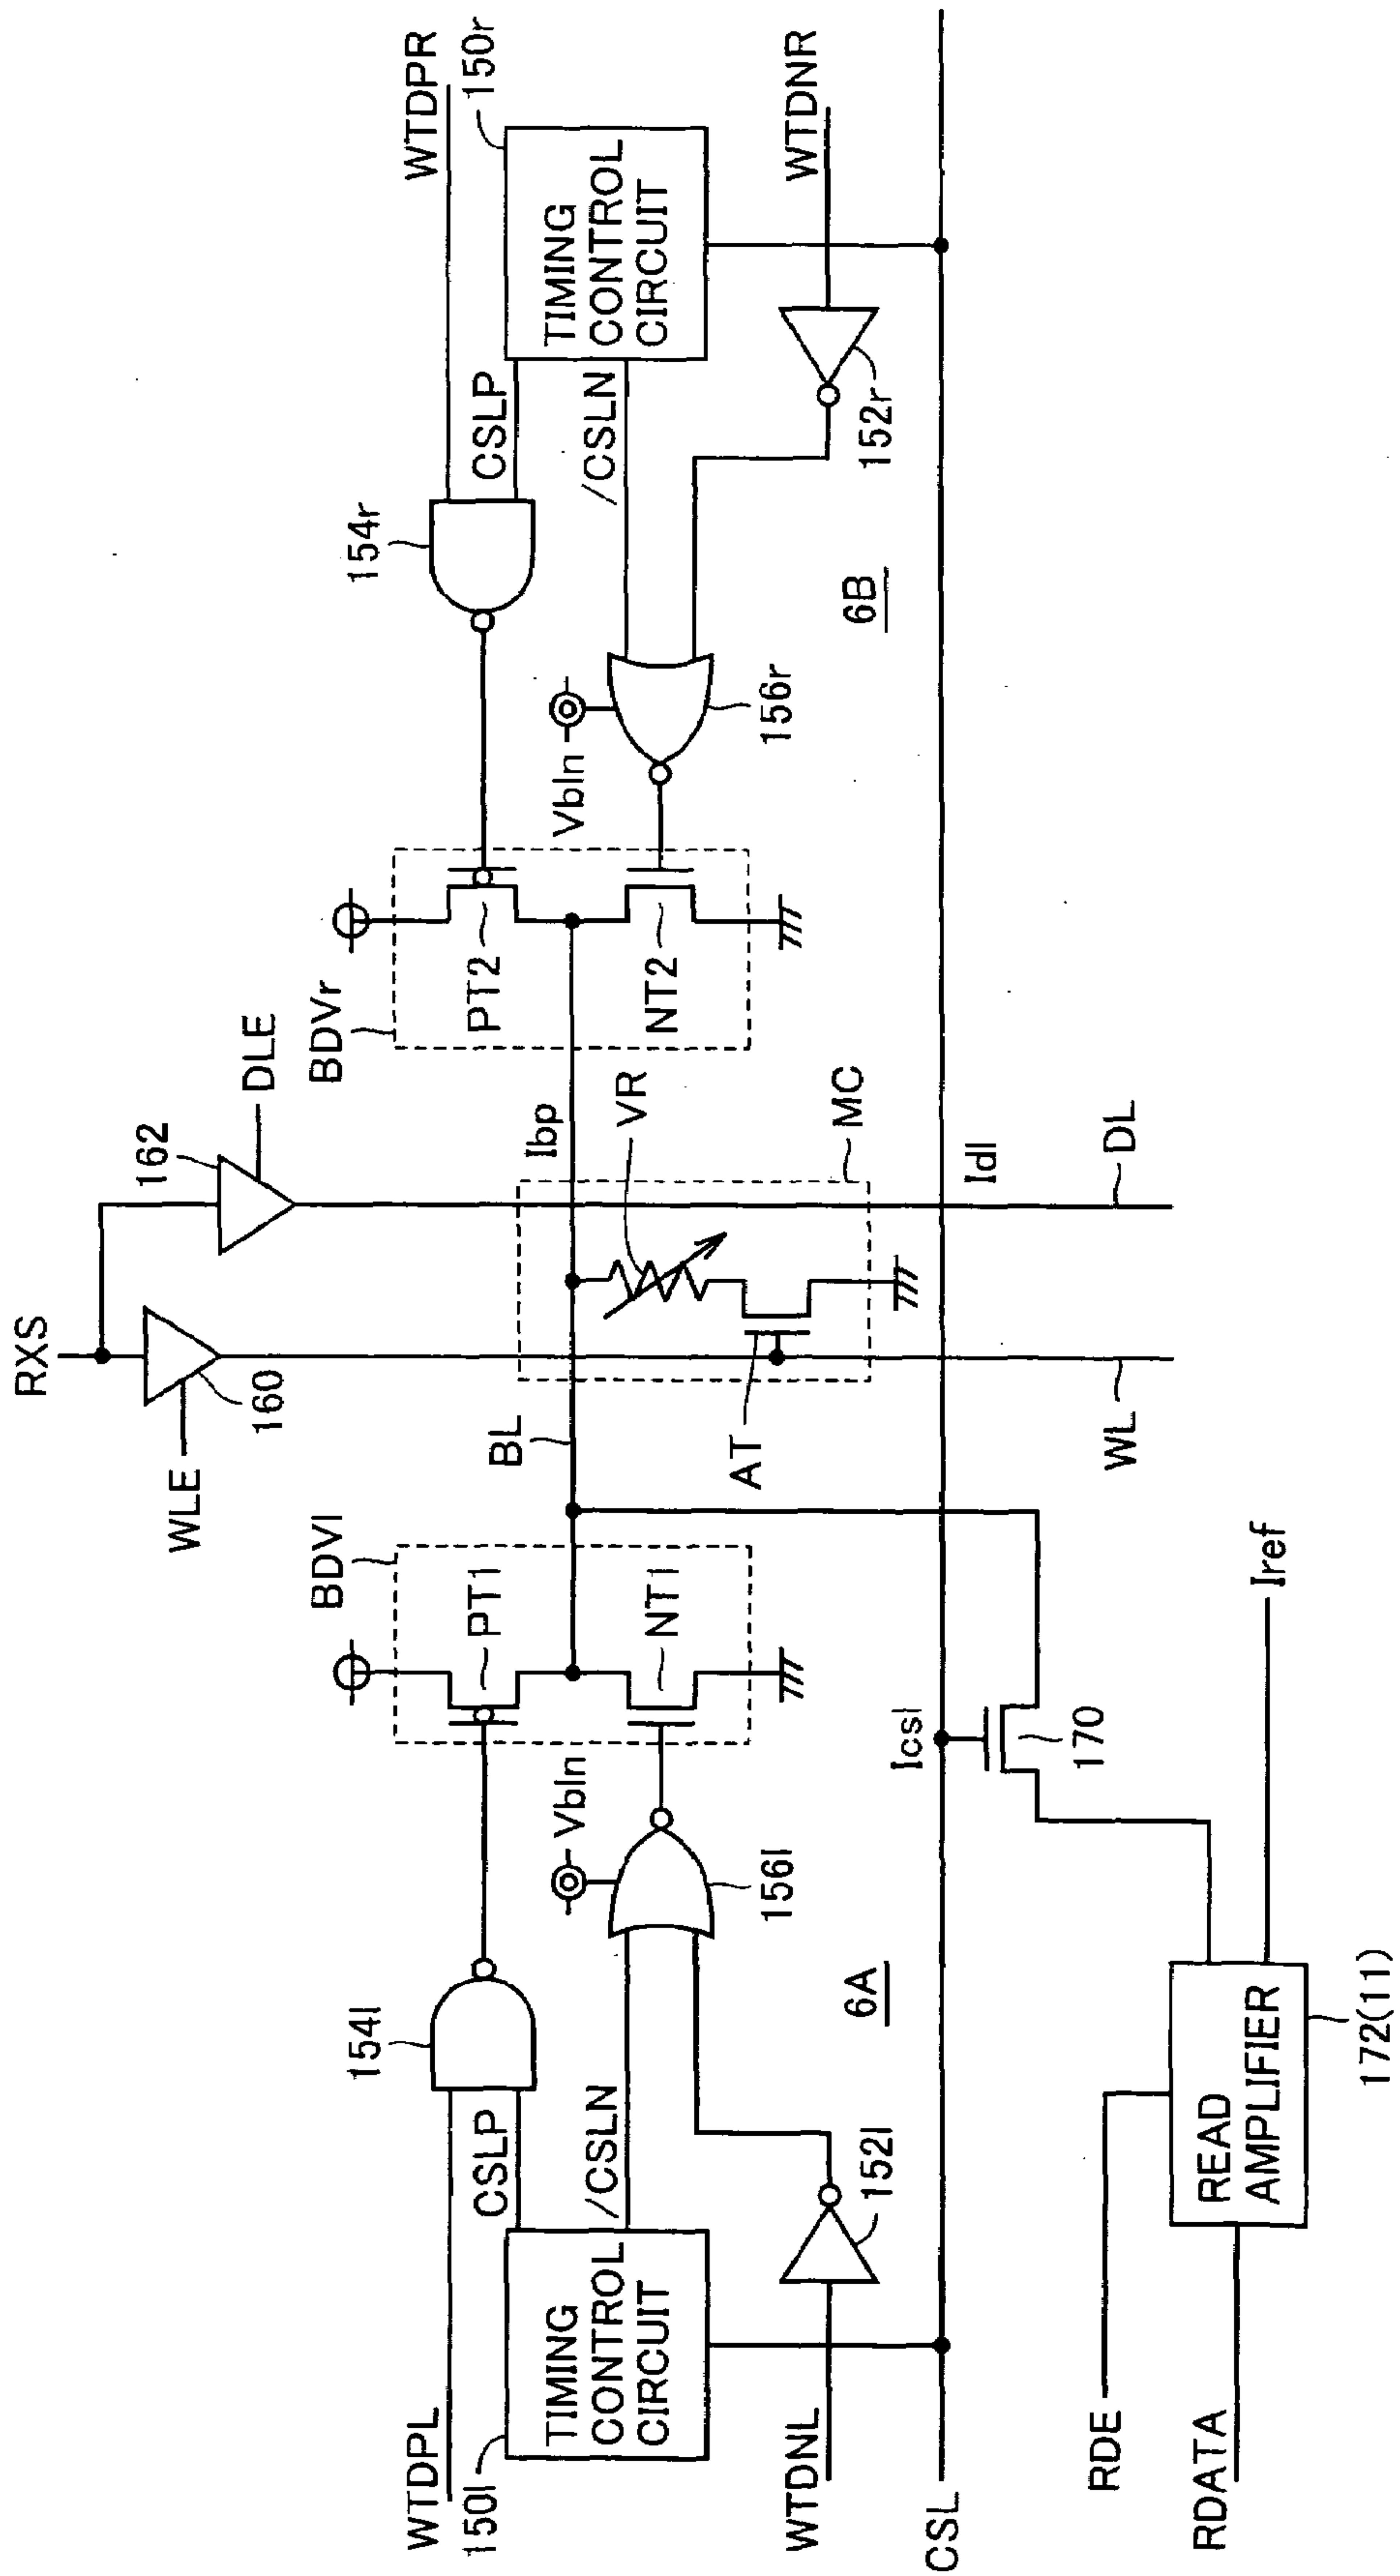 RXS
WLE
160
162
DLE
BDVl
BDVr
WTDPL
150l
154l
CSLP
/CSLN
TIMING
CONTROL
CIRCUIT
Vbln
PT1
NT1
156l
152l
WTDNL
6A
BL
Ibp
VR
MC
AT
WL
DL
Idl
PT2
NT2
Vbln
154r
156r
CSLP
/CSLN
WTDPR
150r
TIMING
CONTROL
CIRCUIT
WTDNR
152r
6B
CSL
Icsl
170
Iref
RDE
RDATA
READ
AMPLIFIER
172(11)